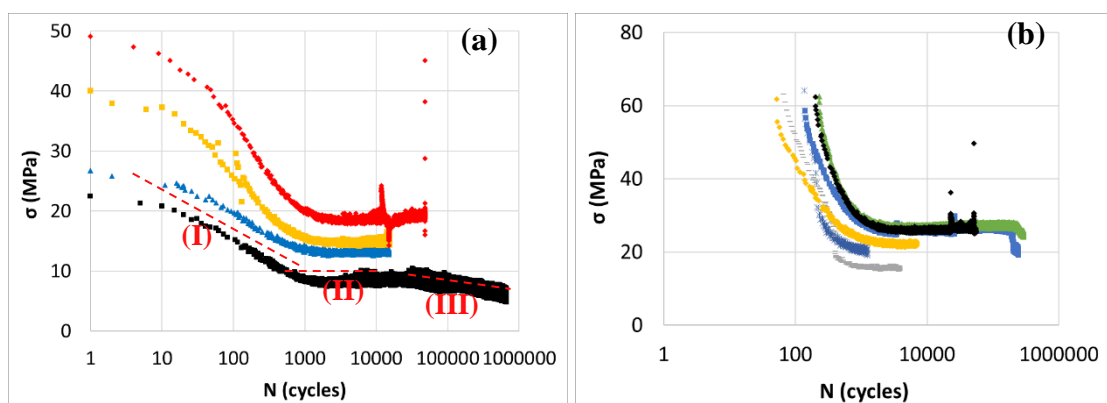 (a)
50
40
30
20
10
0
σ (MPa)
(I)
(II)
(III)
1 10 100 1000 10000 100000 1000000
N (cycles)
(b)
80
60
40
20
0
σ (MPa)
1 100 10000 1000000
N (cycles)